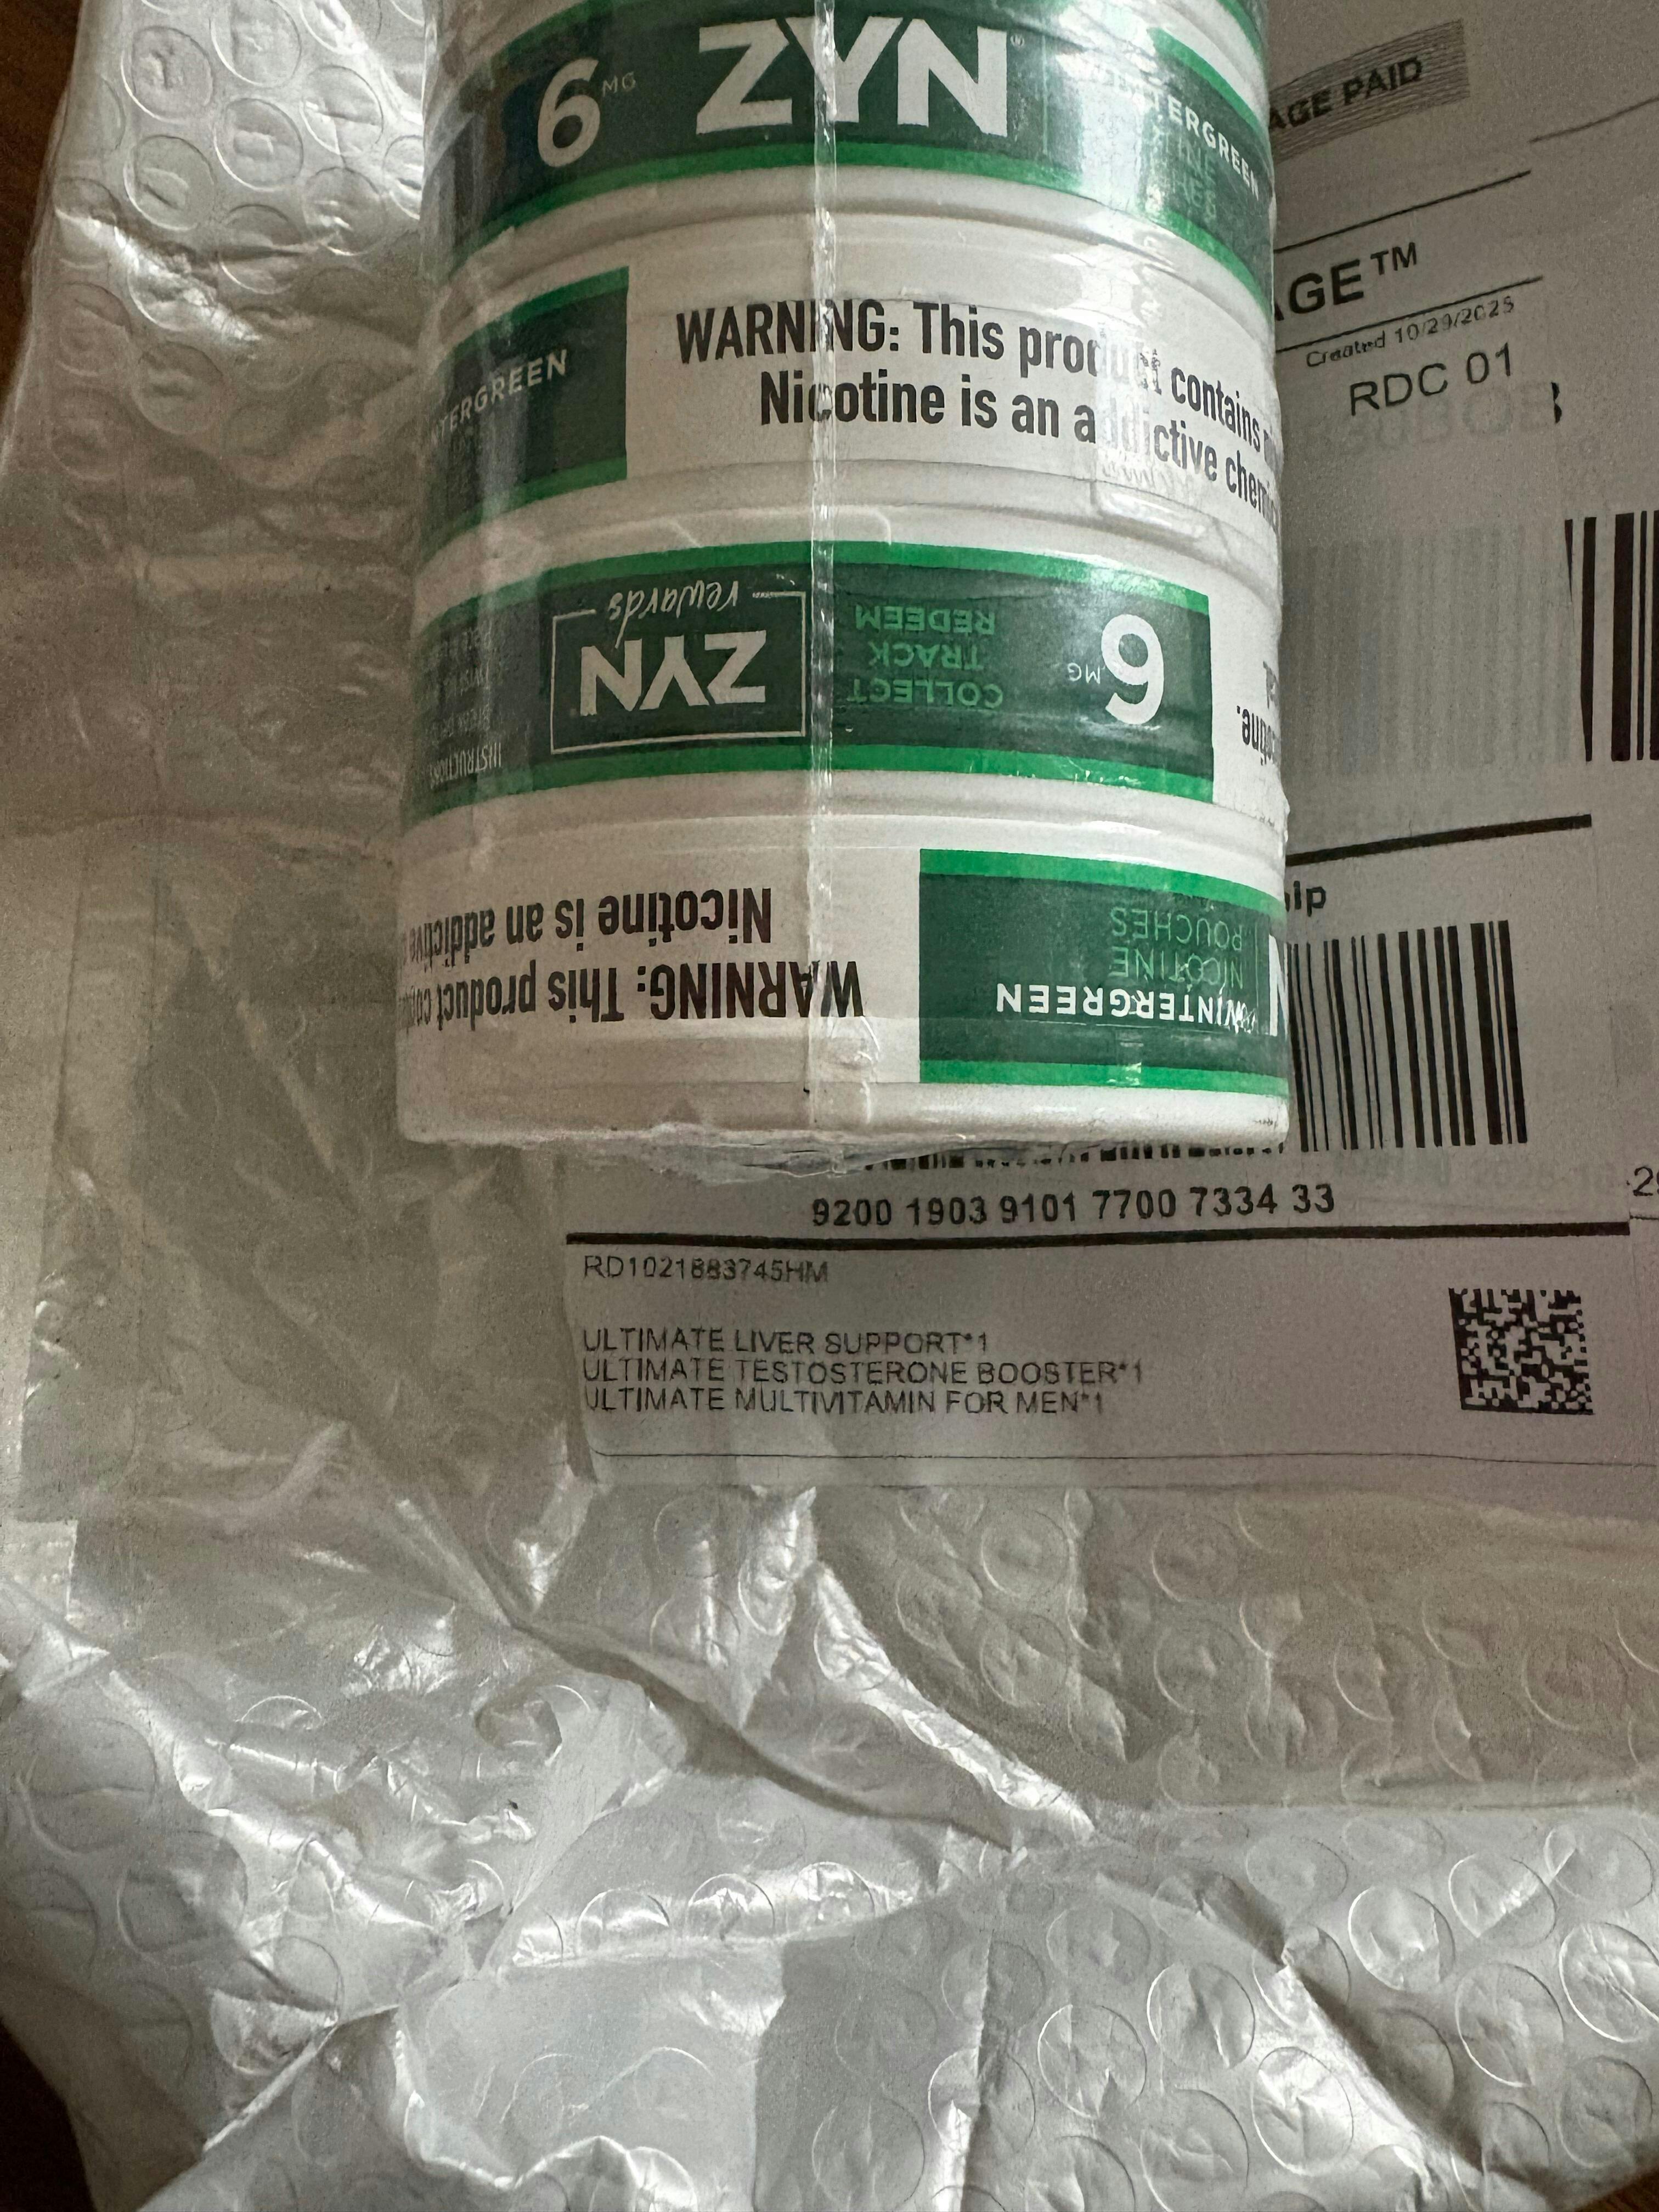 6 MG ZYN WINTERGREEN
AGE PAID
AGE™
Created 10/29/2025
RDC 01
WINTERGREEN
WARNING: This product contains
Nicotine is an addictive
INSTRUCTIONS
ZYN rewards
COLLECT
TRACK
REDEEM
6 MG
WARNING: This product
Nicotine is an addictive
WINTERGREEN
NICOTINE
POUCHES
9200 1903 9101 7700 7334 33
RD1021883745HM
ULTIMATE LIVER SUPPORT*1
ULTIMATE TESTOSTERONE BOOSTER*1
ULTIMATE MULTIVITAMIN FOR MEN*1